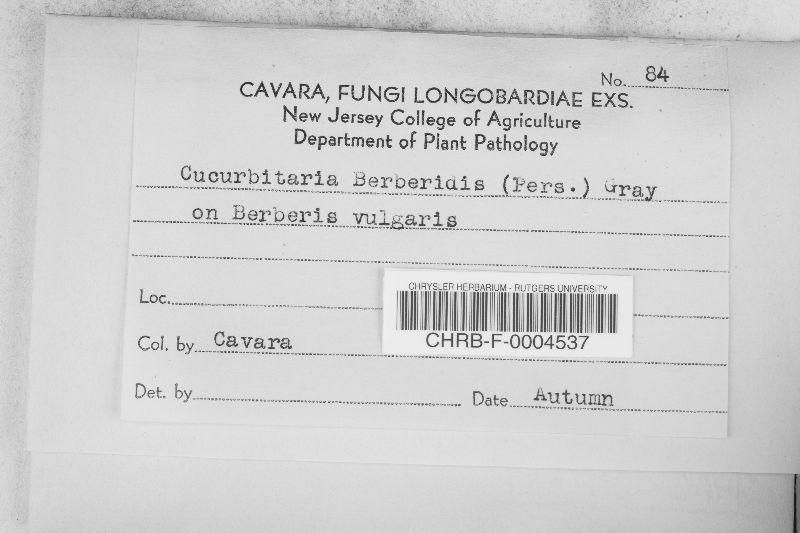 No. 84
CAVARA, FUNGI LONGOBARDIAE EXS.
New Jersey College of Agriculture
Department of Plant Pathology
Cucurbitaria Berberidis (Pers.) Gray
on Berberis vulgaris
Loc.
CHRYSLER HERBARIUM - RUTGERS UNIVERSITY
CHRB-F-0004537
Col. by Cavara
Det. by Date Autumn